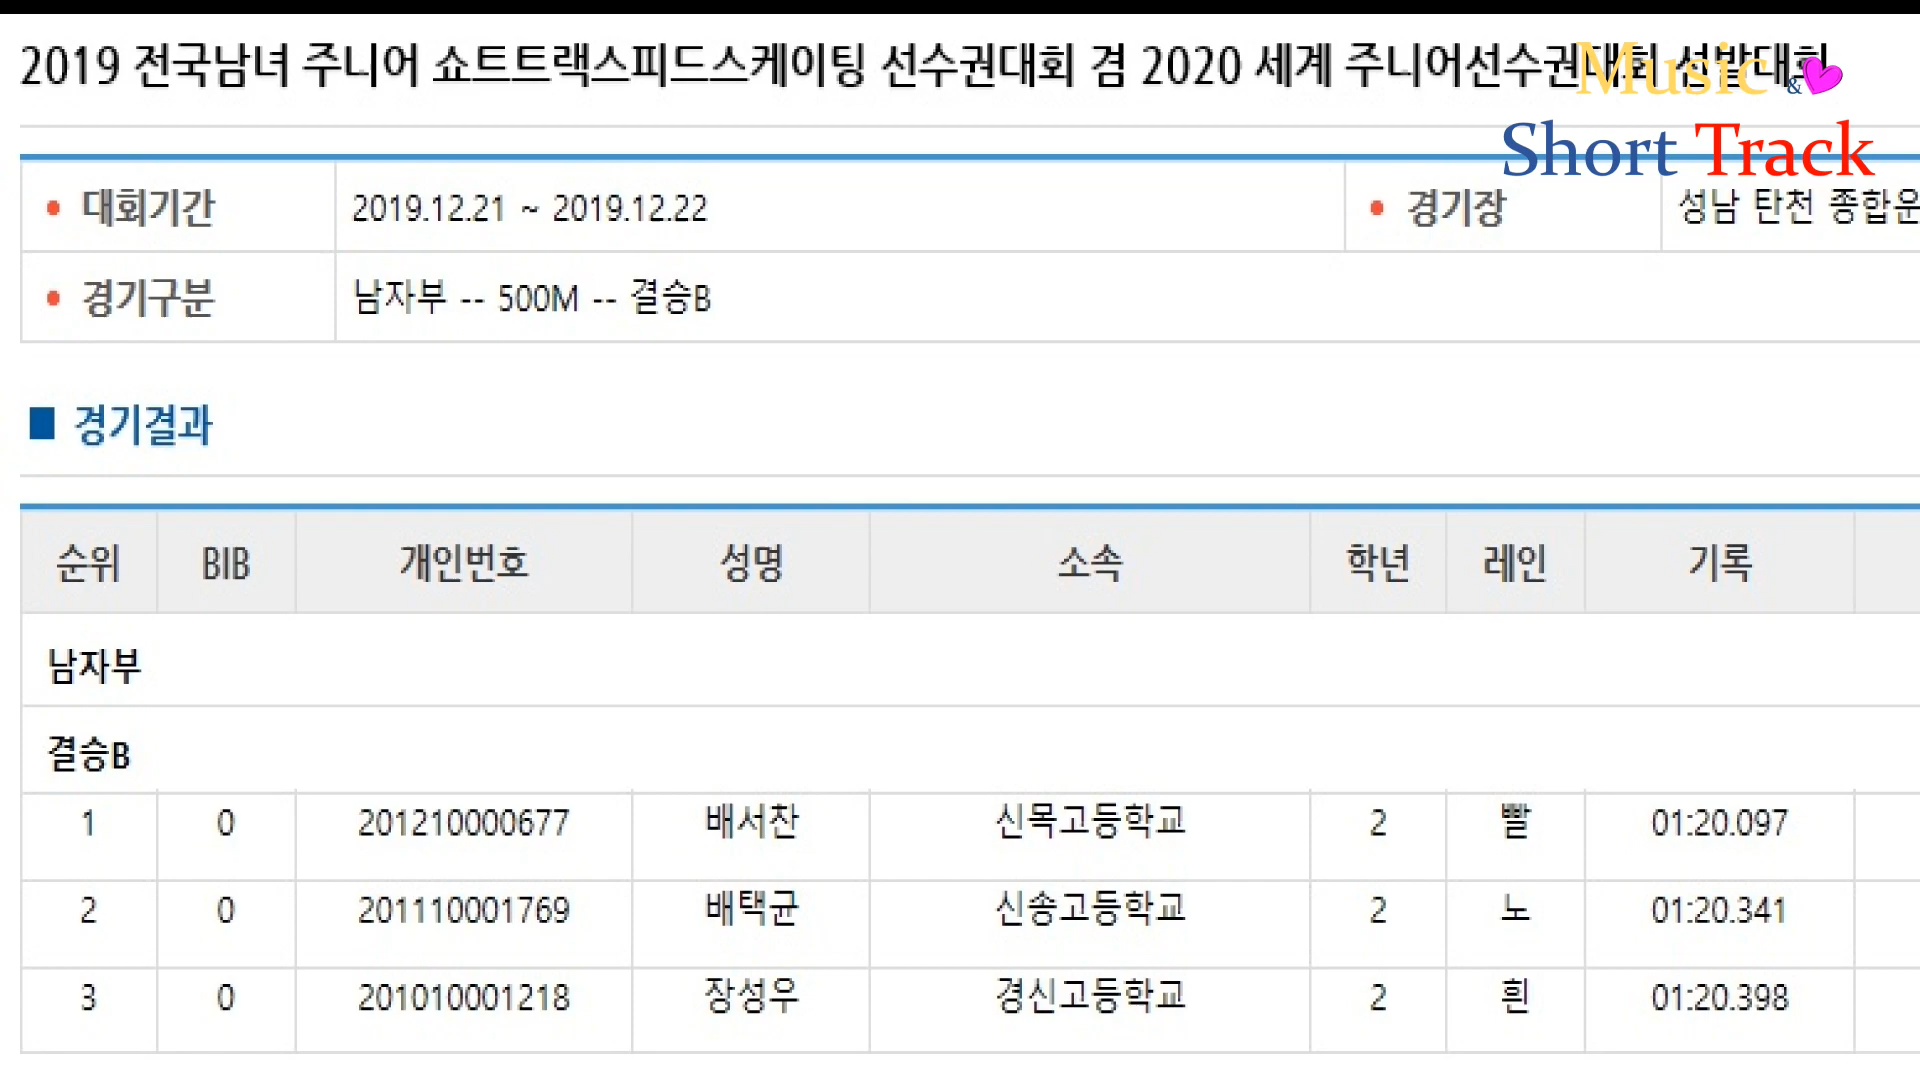 2019 전국남녀 주니어 쇼트트랙스피드스케이팅 선수권대회 겸 2020 세계 주니어선수권대회 선발대회
Music &
Short Track
대회기간 2019.12.21 ~ 2019.12.22 경기장 성남 탄천 종합운
경기구분 남자부 -- 500M -- 결승B
경기결과
순위 BIB 개인번호 성명 소속 학년 레인 기록
남자부
결승B
1 0 201210000677 배서찬 신목고등학교 2 빨 01:20.097
2 0 201110001769 배택균 신송고등학교 2 노 01:20.341
3 0 201010001218 장성우 경신고등학교 2 흰 01:20.398